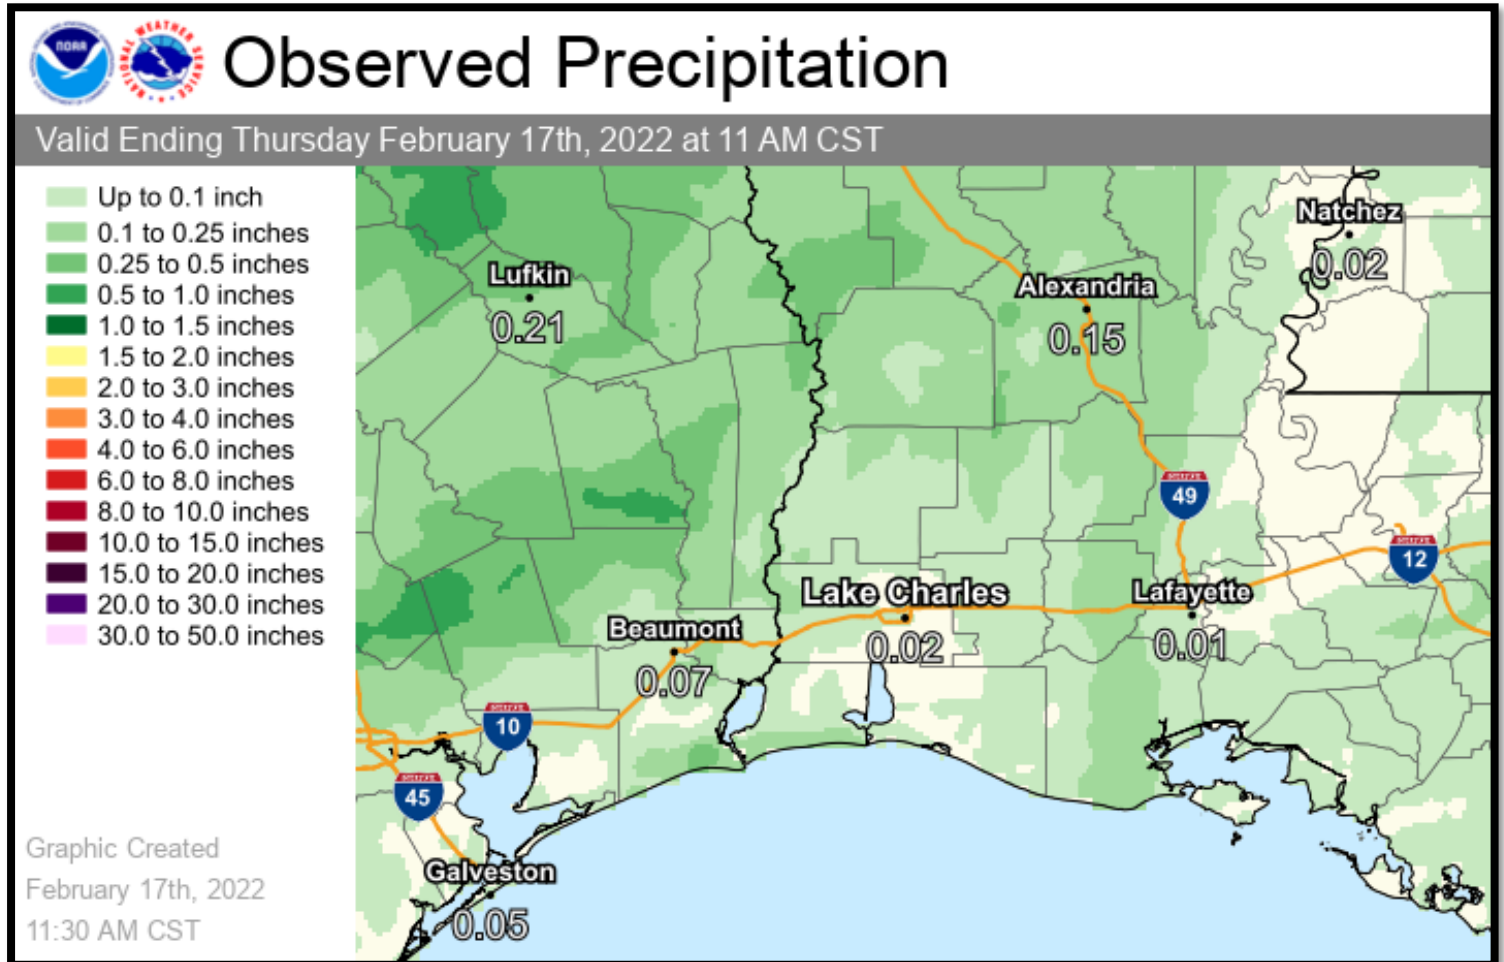 NOAA
NATIONAL WEATHER SERVICE
Observed Precipitation
Valid Ending Thursday February 17th, 2022 at 11 AM CST
Up to 0.1 inch
0.1 to 0.25 inches
0.25 to 0.5 inches
0.5 to 1.0 inches
1.0 to 1.5 inches
1.5 to 2.0 inches
2.0 to 3.0 inches
3.0 to 4.0 inches
4.0 to 6.0 inches
6.0 to 8.0 inches
8.0 to 10.0 inches
10.0 to 15.0 inches
15.0 to 20.0 inches
20.0 to 30.0 inches
30.0 to 50.0 inches
Graphic Created
February 17th, 2022
11:30 AM CST
Natchez
0.02
Lufkin
0.21
Alexandria
0.15
49
12
Lake Charles
0.02
Lafayette
0.01
Beaumont
0.07
10
45
Galveston
0.05